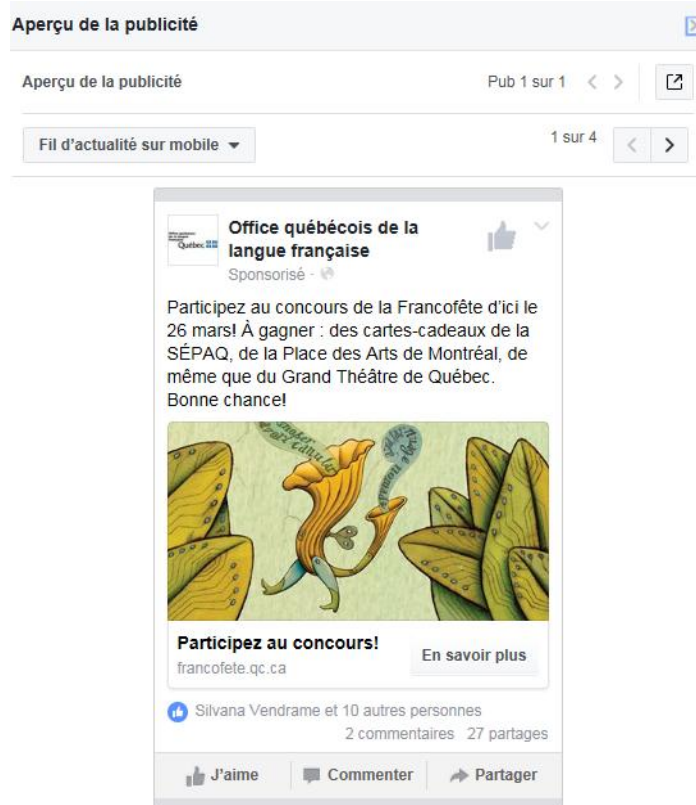 Aperçu de la publicité
Aperçu de la publicité
Pub 1 sur 1
Fil d'actualité sur mobile
1 sur 4
Québec
Office québécois de la
langue française
Sponsorisé ·
Participez au concours de la Francofête d'ici le
26 mars! À gagner : des cartes-cadeaux de la
SÉPAQ, de la Place des Arts de Montréal, de
même que du Grand Théâtre de Québec.
Bonne chance!
Participez au concours!
francofete.qc.ca
En savoir plus
Silvana Vendrame et 10 autres personnes
2 commentaires 27 partages
J'aime
Commenter
Partager